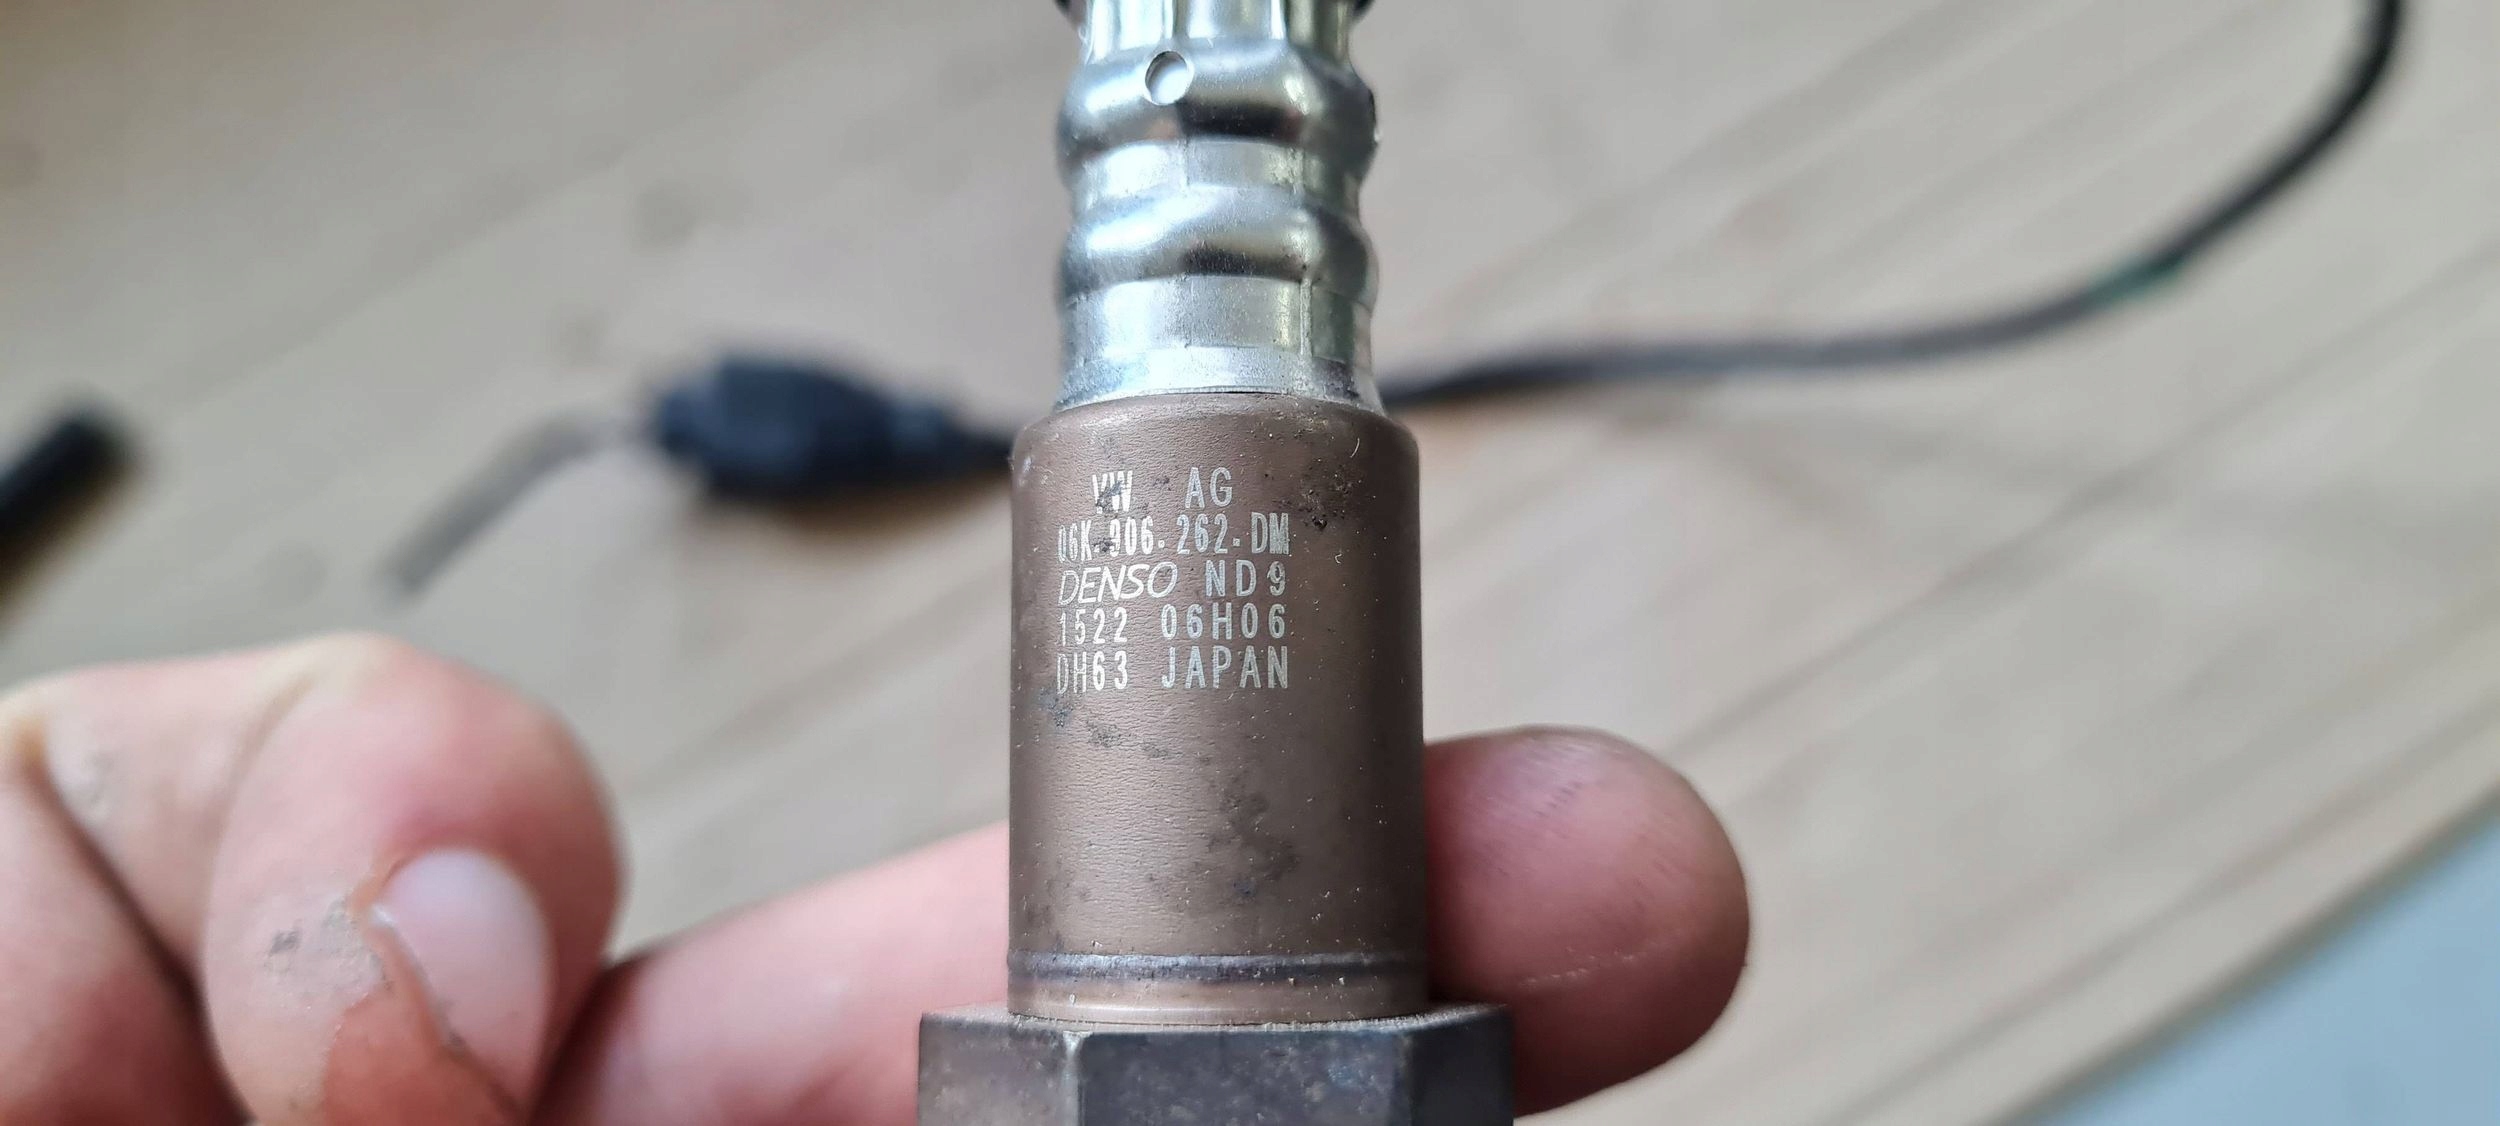 VW AG
06K.906.262.DM
DENSO ND9
1522 06H06
DH63 JAPAN